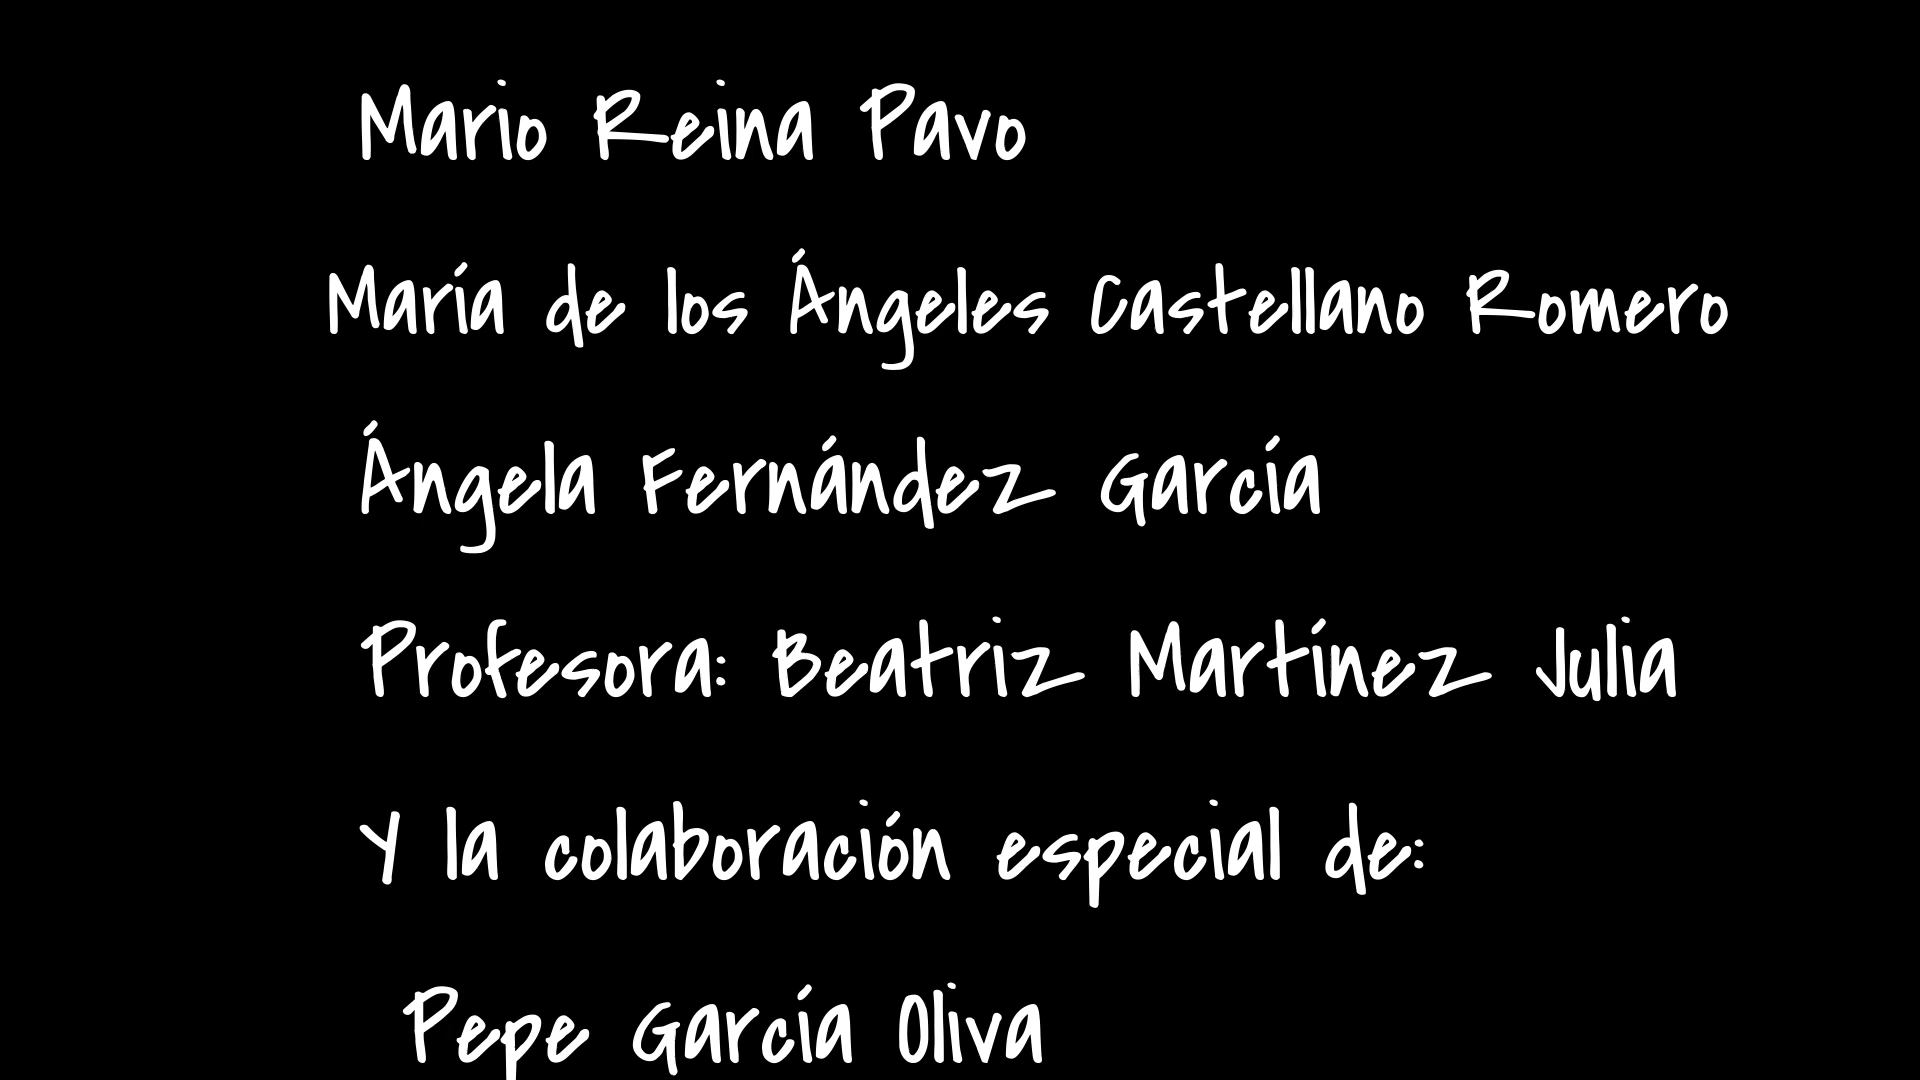 Mario Reina Pavo
María de los Ángeles Castellano Romero
Ángela Fernández García
Profesora: Beatriz Martínez Julia
Y la colaboración especial de:
Pepe García Oliva